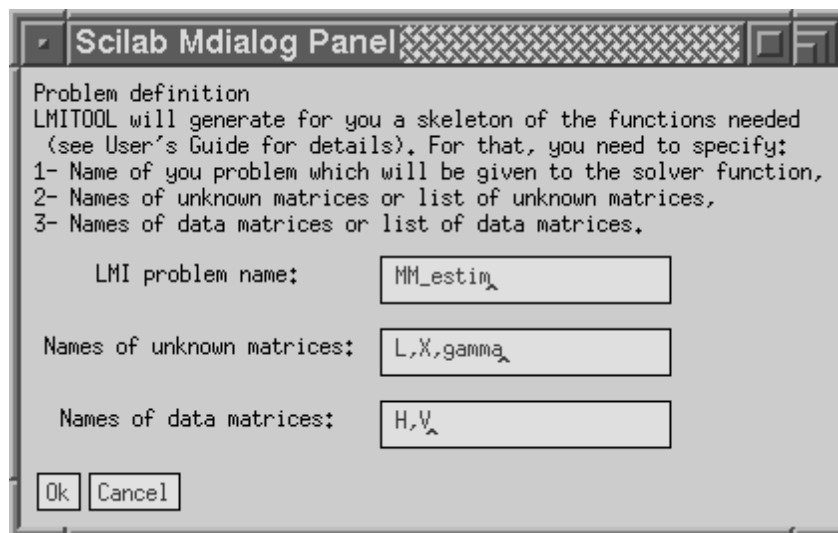 Scilab Mdialog Panel
Problem definition
LMITOOL will generate for you a skeleton of the functions needed
(see User's Guide for details). For that, you need to specify:
1- Name of you problem which will be given to the solver function,
2- Names of unknown matrices or list of unknown matrices,
3- Names of data matrices or list of data matrices.
LMI problem name: MM_estim
Names of unknown matrices: L,X,gamma
Names of data matrices: H,V
Ok Cancel